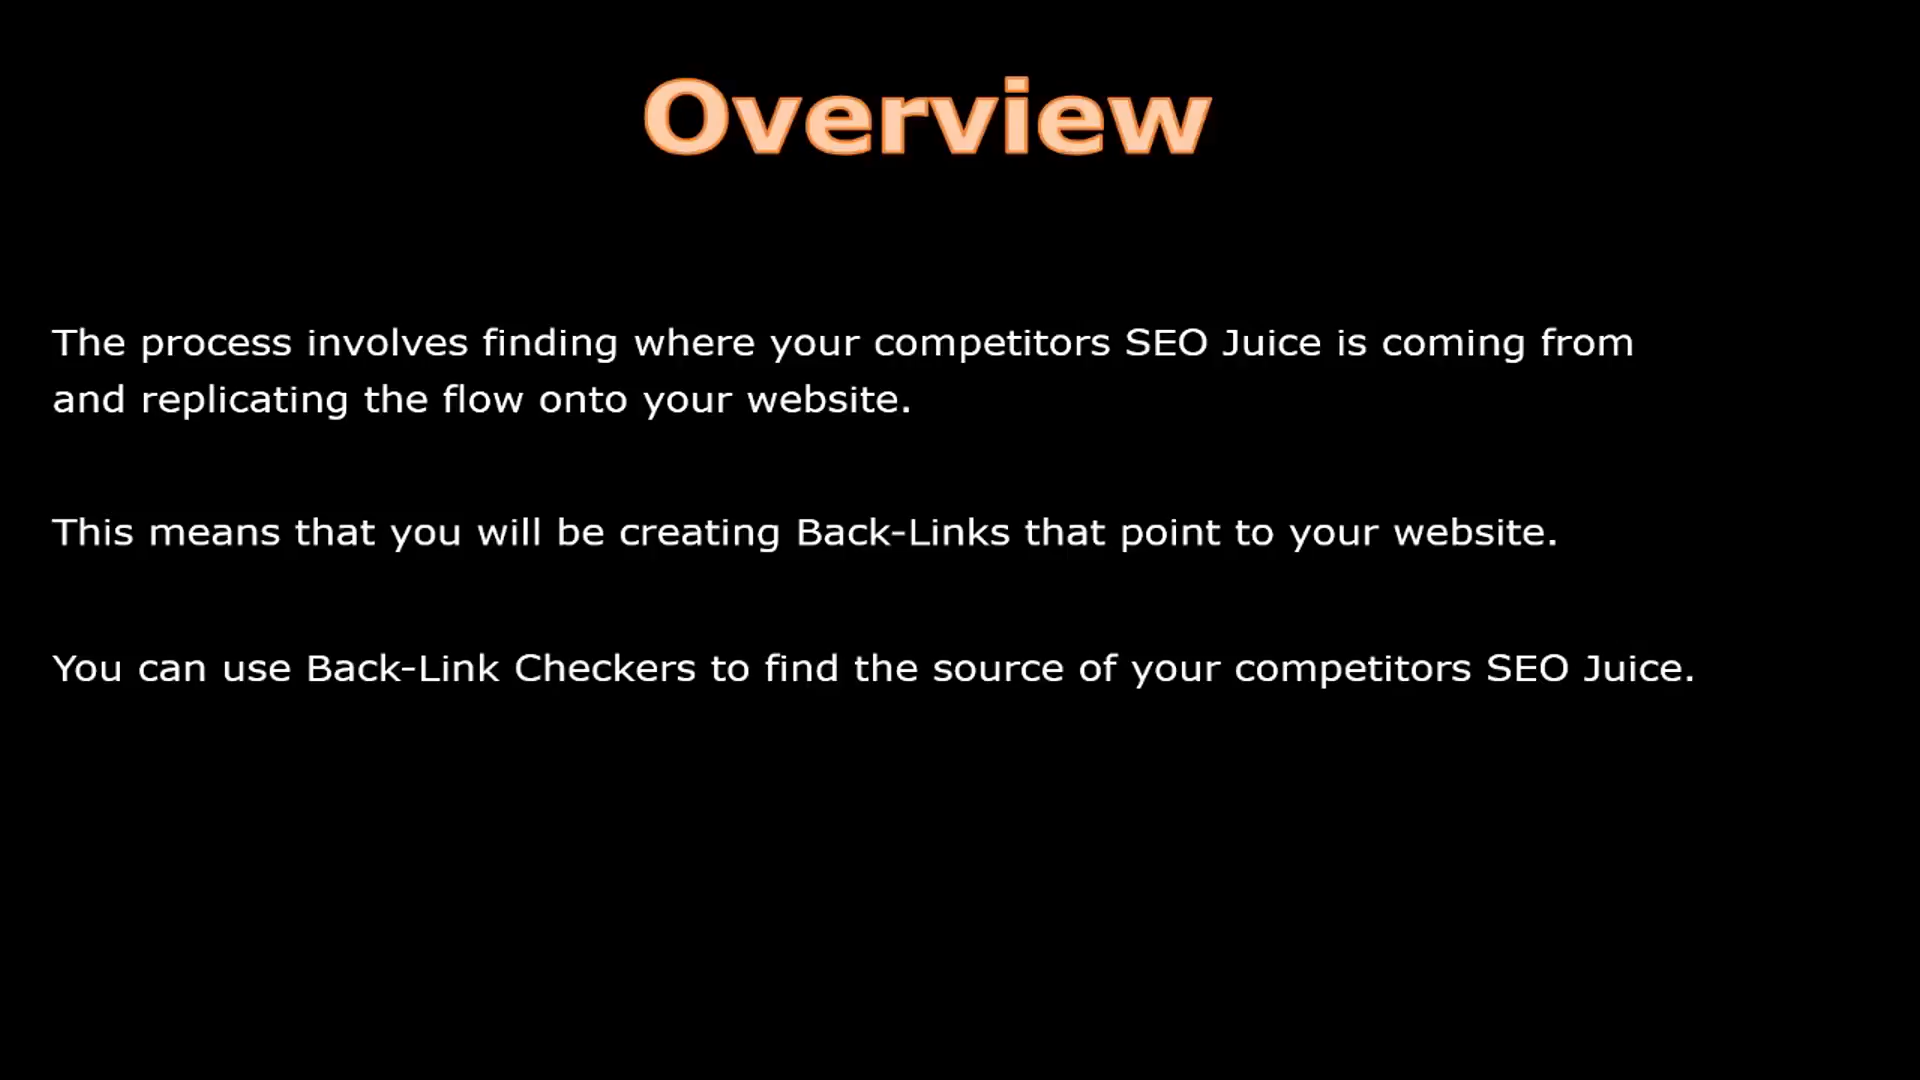 Overview
The process involves finding where your competitors SEO Juice is coming from
and replicating the flow onto your website.
This means that you will be creating Back-Links that point to your website.
You can use Back-Link Checkers to find the source of your competitors SEO Juice.